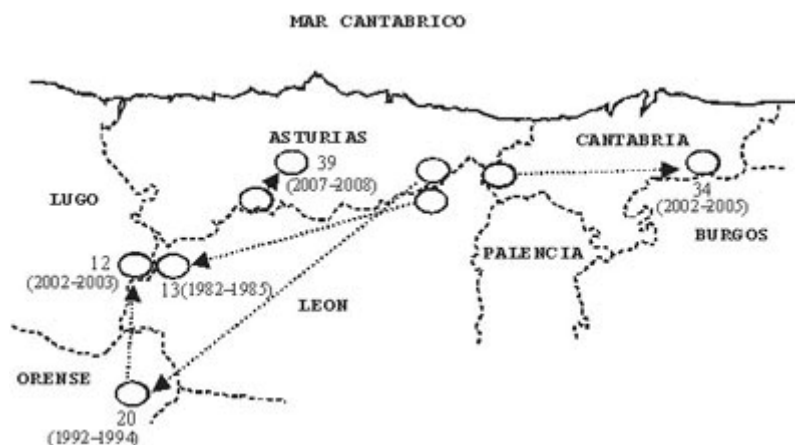 MAR CANTABRICO
ASTURIAS
CANTABRIA
39
(2007-2008)
LUGO
34
(2002-2005)
BURGOS
PALENCIA
12
(2002-2003)
13(1982-1985)
LEON
ORENSE
20
(1992-1994)